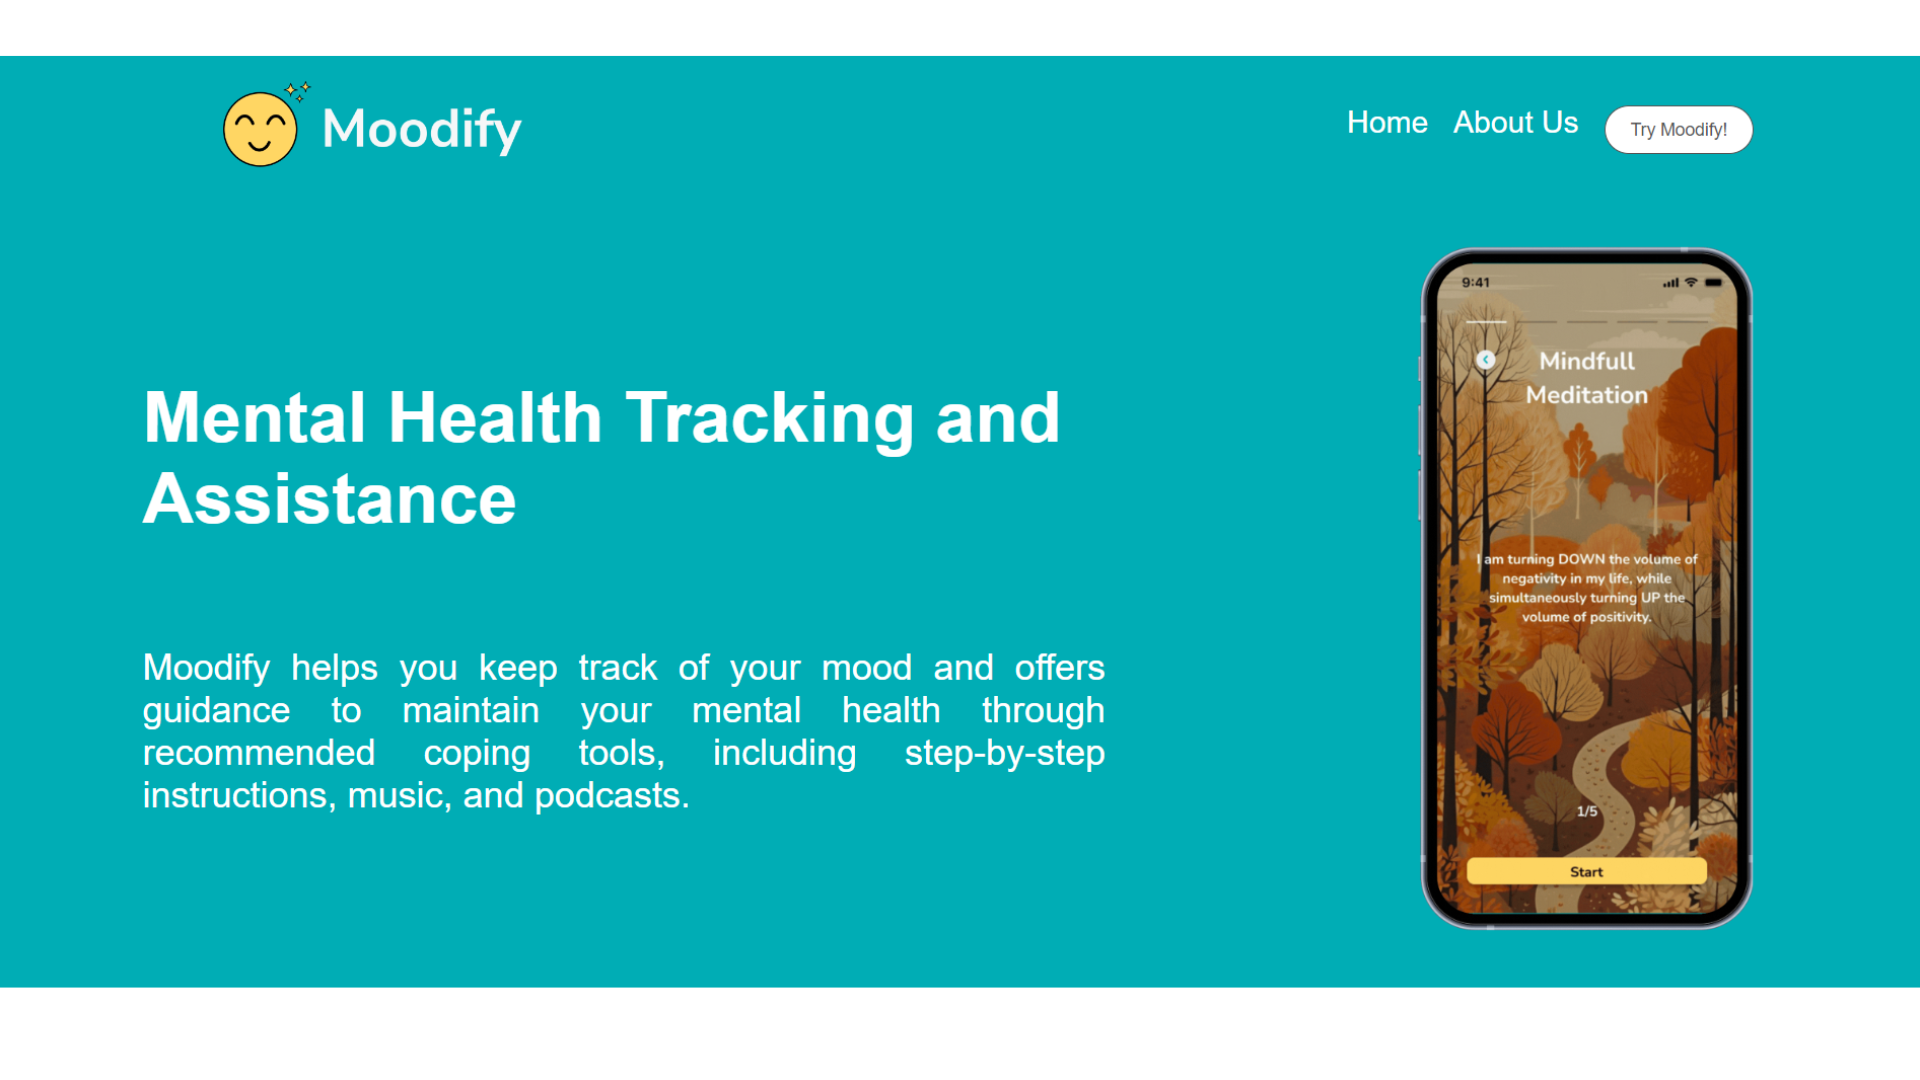 Moodify
Home About Us Try Moodify!
Mental Health Tracking and
Assistance
Moodify helps you keep track of your mood and offers
guidance to maintain your mental health through
recommended coping tools, including step-by-step
instructions, music, and podcasts.
9:41
Mindfull
Meditation
I am turning DOWN the volume of
negativity in my life, while
simultaneously turning UP the
volume of positivity.
1/5
Start